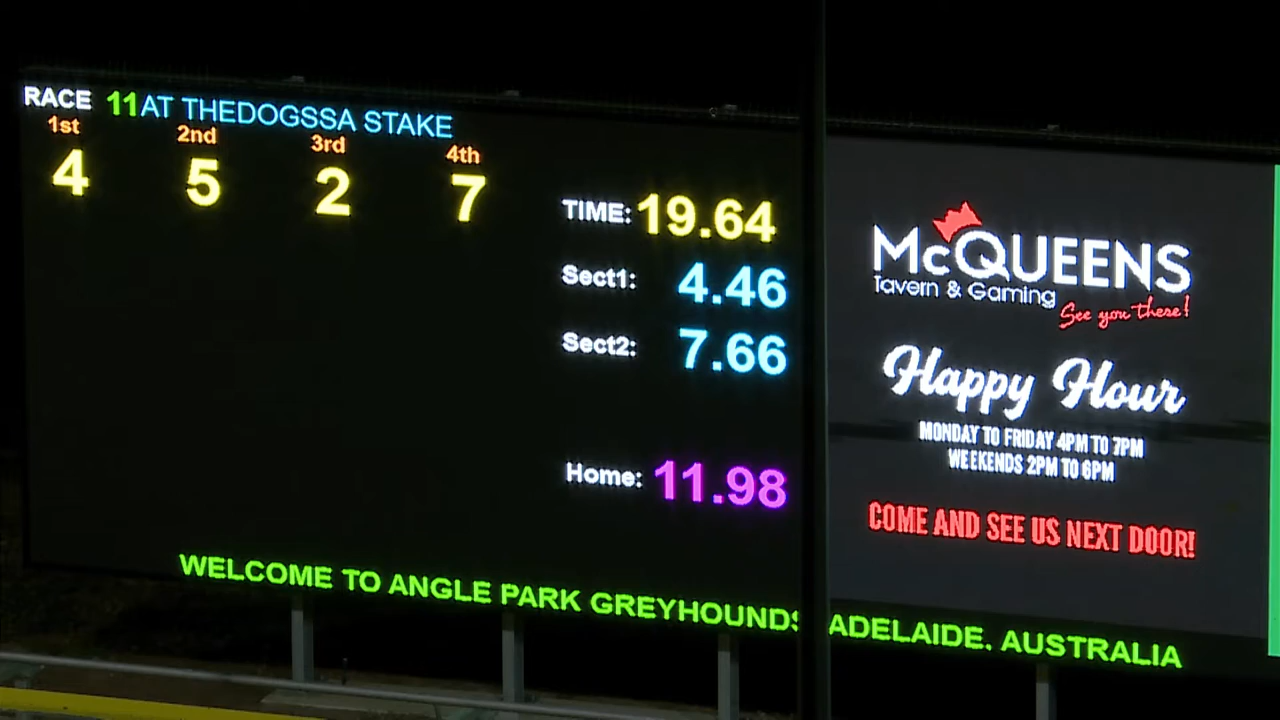 RACE 11AT THEDOGSSA STAKE
1st 2nd 3rd 4th
4 5 2 7
TIME: 19.64
Sect1: 4.46
Sect2: 7.66
Home: 11.98
McQUEENS
Tavern & Gaming
See you there!
Happy Hour
MONDAY TO FRIDAY 4PM TO 7PM
WEEKENDS 2PM TO 6PM
COME AND SEE US NEXT DOOR!
WELCOME TO ANGLE PARK GREYHOUNDS ADELAIDE. AUSTRALIA